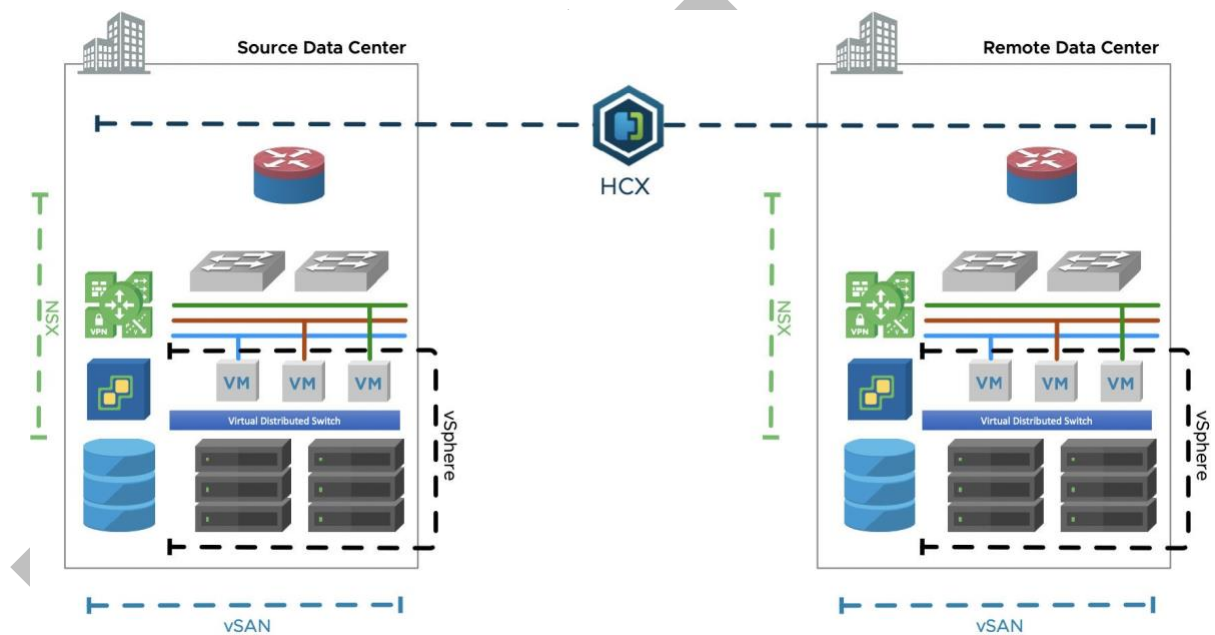 Source Data Center
Remote Data Center
HCX
NSX
VPN
VM
VM
VM
Virtual Distributed Switch
vSphere
vSAN
NSX
VPN
VM
VM
VM
Virtual Distributed Switch
vSphere
vSAN